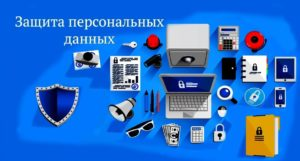 Защита персональных
данных